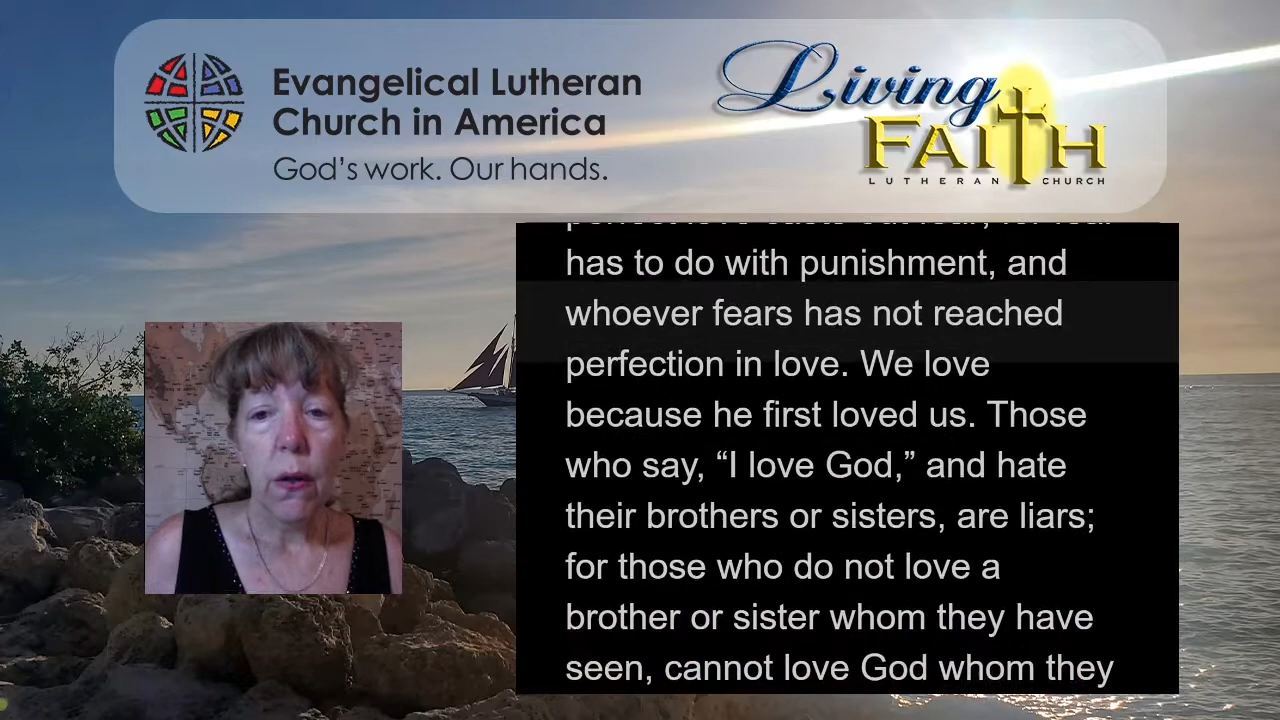 Evangelical Lutheran
Church in America
God's work. Our hands.
Living
FAITH
LUTHERAN CHURCH
has to do with punishment, and
whoever fears has not reached
perfection in love. We love
because he first loved us. Those
who say, “I love God,” and hate
their brothers or sisters, are liars;
for those who do not love a
brother or sister whom they have
seen, cannot love God whom they